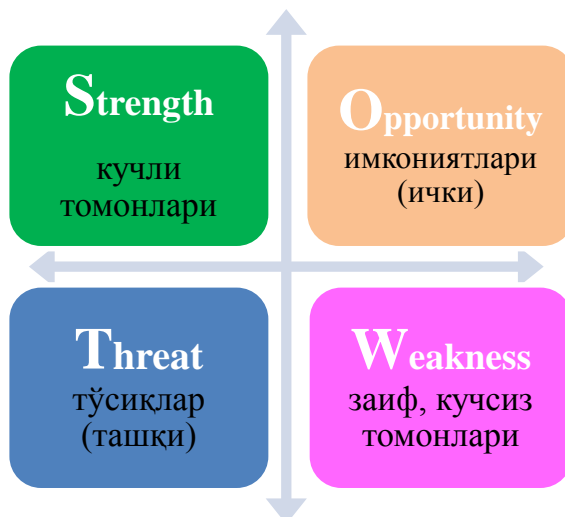 Strength
кучли
томонлари
Opportunity
имкониятлари
(ички)
Threat
тўсиқлар
(ташқи)
Weakness
заиф, кучсиз
томонлари